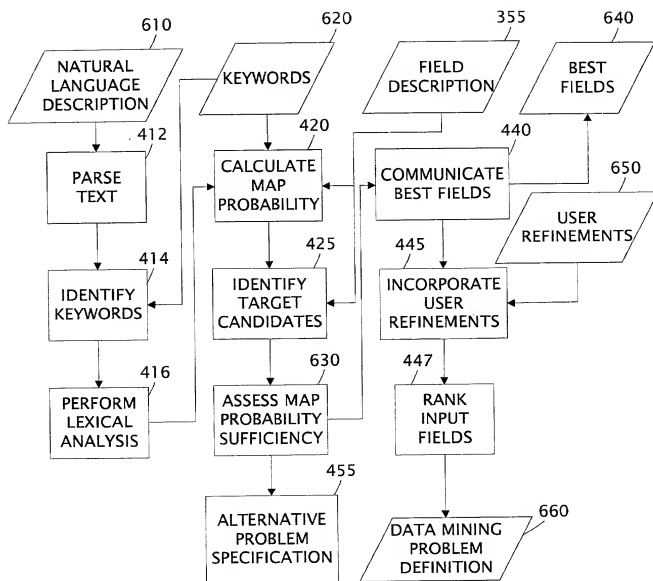 610
NATURAL
LANGUAGE
DESCRIPTION
412
PARSE
TEXT
414
IDENTIFY
KEYWORDS
416
PERFORM
LEXICAL
ANALYSIS
620
KEYWORDS
420
CALCULATE
MAP
PROBABILITY
425
IDENTIFY
TARGET
CANDIDATES
630
ASSESS MAP
PROBABILITY
SUFFICIENCY
455
ALTERNATIVE
PROBLEM
SPECIFICATION
355
FIELD
DESCRIPTION
440
COMMUNICATE
BEST FIELDS
445
INCORPORATE
USER
REFINEMENTS
447
RANK
INPUT
FIELDS
660
DATA MINING
PROBLEM
DEFINITION
640
BEST
FIELDS
650
USER
REFINEMENTS